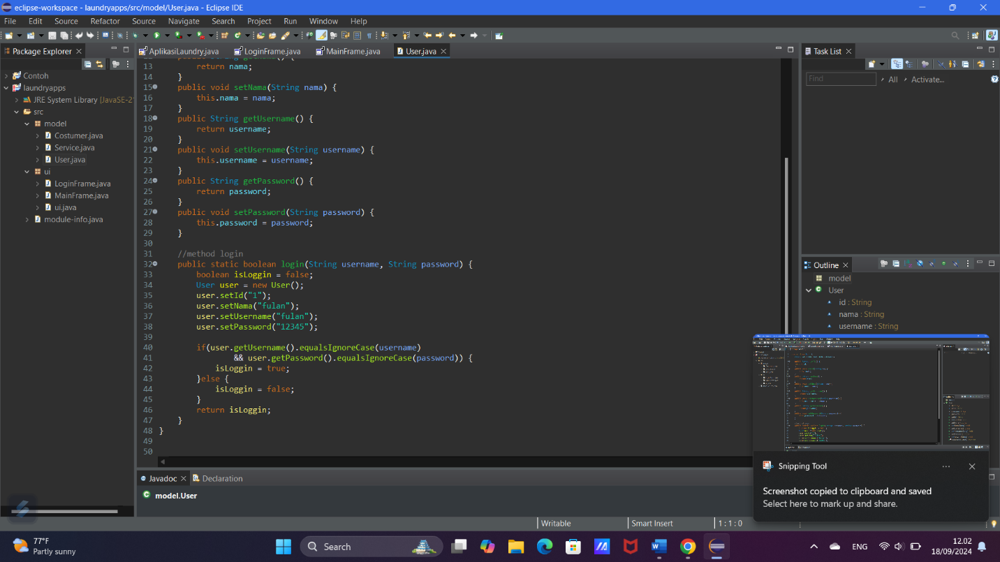 eclipse-workspace - laundryapps/src/model/User.java - Eclipse IDE
File Edit Source Refactor Source Navigate Search Project Run Window Help
Package Explorer
Contoh
laundryapps
JRE System Library [JavaSE-2
src
model
Costumer.java
Service.java
User.java
ui
LoginFrame.java
MainFrame.java
ui.java
module-info.java
AplikasiLaundry.java LoginFrame.java MainFrame.java User.java
13 return nama;
14 }
15 public void setNama(String nama) {
16 this.nama = nama;
17 }
18 public String getUsername() {
19 return username;
20 }
21 public void setUsername(String username) {
22 this.username = username;
23 }
24 public String getPassword() {
25 return password;
26 }
27 public void setPassword(String password) {
28 this.password = password;
29 }
30
31 //method login
32 public static boolean login(String username, String password) {
33 boolean isLoggin = false;
34 User user = new User();
35 user.setId("1");
36 user.setNama("fulan");
37 user.setUsername("fulan");
38 user.setPassword("12345");
39
40 if(user.getUsername().equalsIgnoreCase(username)
41 && user.getPassword().equalsIgnoreCase(password)) {
42 isLoggin = true;
43 }else {
44 isLoggin = false;
45 }
46 return isLoggin;
47 }
48 }
49
50
Javadoc Declaration
model.User
Task List
Find All Activate...
Outline
model
User
id : String
nama : String
username : String
Snipping Tool
Screenshot copied to clipboard and saved
Select here to mark up and share.
Writable Smart Insert 1 : 1 : 0
77°F
Partly sunny
Search
ENG
12.02
18/09/2024